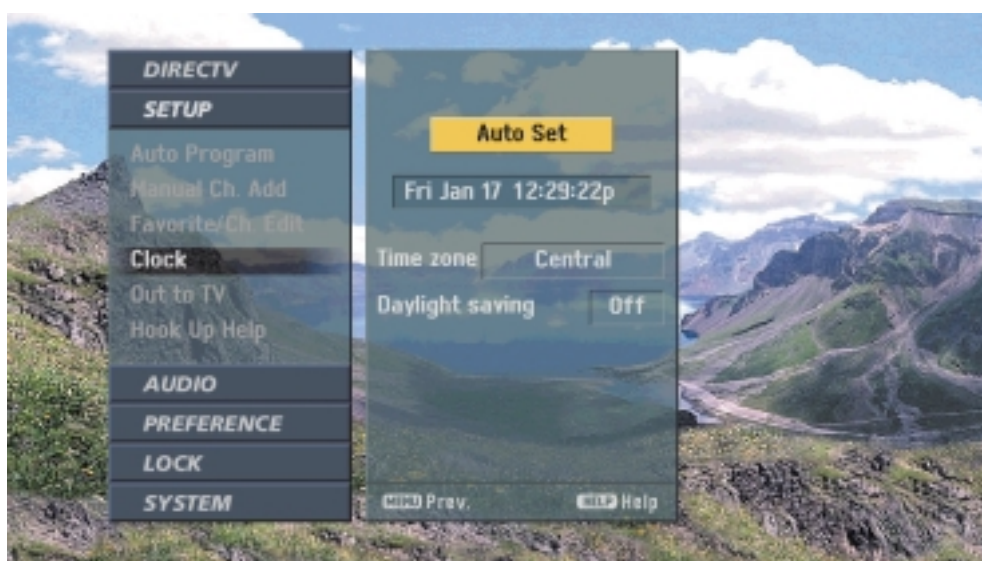 DIRECTV
SETUP
Auto Program
Manual Ch. Add
Favorite/Ch. Edit
Clock
Out to TV
Hook Up Help
AUDIO
PREFERENCE
LOCK
SYSTEM
Auto Set
Fri Jan 17 12:29:22p
Time zone Central
Daylight saving Off
MENU Prev. HELP Help